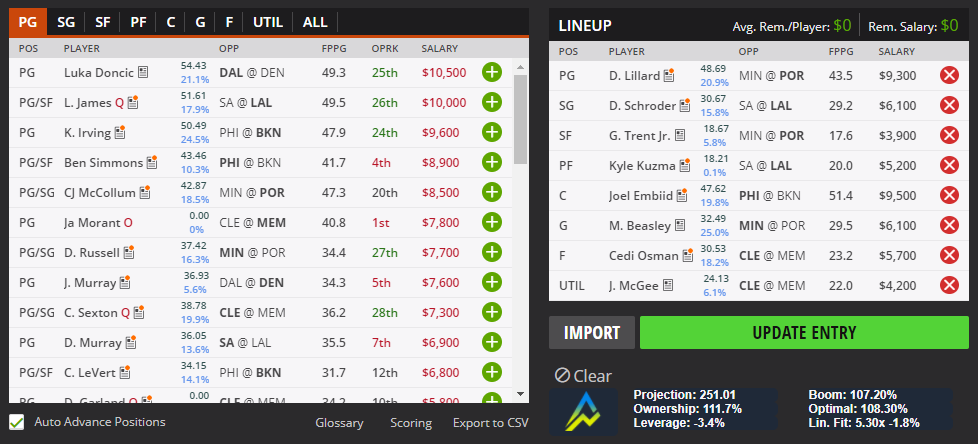 PG SG SF PF C G F UTIL ALL
POS PLAYER OPP FPPG OPRK SALARY
PG Luka Doncic 54.43 21.1% DAL @ DEN 49.3 25th $10,500
PG/SF L. James Q 51.61 17.9% SA @ LAL 49.5 26th $10,000
PG K. Irving 50.49 24.5% PHI @ BKN 47.9 24th $9,600
PG/SF Ben Simmons 43.46 10.3% PHI @ BKN 41.7 4th $8,900
PG/SG CJ McCollum 42.87 18.5% MIN @ POR 47.3 20th $8,500
PG Ja Morant O 0.00 0% CLE @ MEM 40.8 1st $7,800
PG/SG D. Russell 37.42 16.3% MIN @ POR 34.4 27th $7,700
PG J. Murray 36.93 5.6% DAL @ DEN 34.3 5th $7,600
PG/SG C. Sexton Q 38.78 19.9% CLE @ MEM 36.2 28th $7,300
PG D. Murray 36.05 13.6% SA @ LAL 35.5 7th $6,900
PG/SF C. LeVert 34.15 14.1% PHI @ BKN 31.7 12th $6,800
PG D. Garland O 0.00 CLE @ MEM 26.2 10th $5,800
Auto Advance Positions Glossary Scoring Export to CSV
LINEUP Avg. Rem./Player: $0 Rem. Salary: $0
POS PLAYER OPP FPPG SALARY
PG D. Lillard 48.69 20.9% MIN @ POR 43.5 $9,300
SG D. Schroder 30.67 15.8% SA @ LAL 29.2 $6,100
SF G. Trent Jr. 18.67 5.8% MIN @ POR 17.6 $3,900
PF Kyle Kuzma 18.21 0.1% SA @ LAL 20.0 $5,200
C Joel Embiid 47.62 19.8% PHI @ BKN 51.4 $9,500
G M. Beasley 32.49 25.0% MIN @ POR 29.5 $6,100
F Cedi Osman 30.53 18.2% CLE @ MEM 23.2 $5,700
UTIL J. McGee 24.13 6.1% CLE @ MEM 22.0 $4,200
IMPORT UPDATE ENTRY
Clear
Projection: 251.01 Boom: 107.20%
Ownership: 111.7% Optimal: 108.30%
Leverage: -3.4% Lin. Fit: 5.30x -1.8%